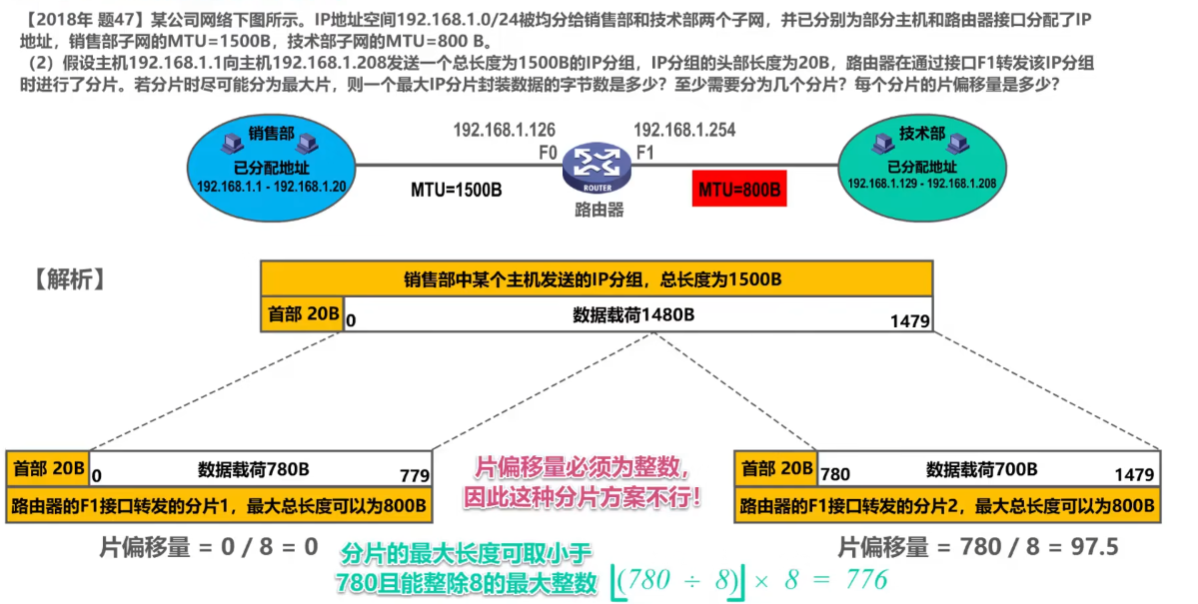 【2018年 题47】某公司网络下图所示。IP地址空间192.168.1.0/24被均分给销售部和技术部两个子网，并已分别为部分主机和路由器接口分配了IP
地址，销售部子网的MTU=1500B，技术部子网的MTU=800 B。
（2）假设主机192.168.1.1向主机192.168.1.208发送一个总长度为1500B的IP分组，IP分组的头部长度为20B，路由器在通过接口F1转发该IP分组
时进行了分片。若分片时尽可能分为最大片，则一个最大IP分片封装数据的字节数是多少？至少需要分为几个分片？每个分片的片偏移量是多少？
销售部
已分配地址
192.168.1.1 - 192.168.1.20
192.168.1.126
F0
MTU=1500B
ROUTER
路由器
192.168.1.254
F1
MTU=800B
技术部
已分配地址
192.168.1.129 - 192.168.1.208
【解析】
销售部中某个主机发送的IP分组，总长度为1500B
首部 20B 0 数据载荷1480B 1479
首部 20B 0 数据载荷780B 779
路由器的F1接口转发的分片1，最大总长度可以为800B
片偏移量 = 0 / 8 = 0
片偏移量必须为整数，
因此这种分片方案不行！
首部 20B 780 数据载荷700B 1479
路由器的F1接口转发的分片2，最大总长度可以为800B
片偏移量 = 780 / 8 = 97.5
分片的最大长度可取小于
780且能整除8的最大整数 ⌊(780 ÷ 8)⌋ × 8 = 776